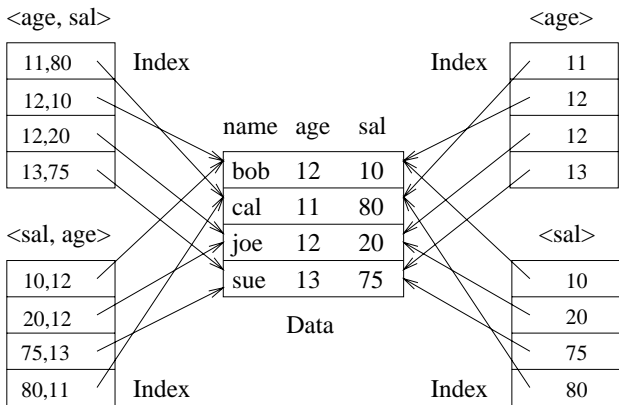 <age, sal>
11,80
12,10
12,20
13,75
Index
<sal, age>
10,12
20,12
75,13
80,11
Index
name age sal
bob 12 10
cal 11 80
joe 12 20
sue 13 75
Data
<age>
Index
11
12
12
13
<sal>
10
20
75
80
Index